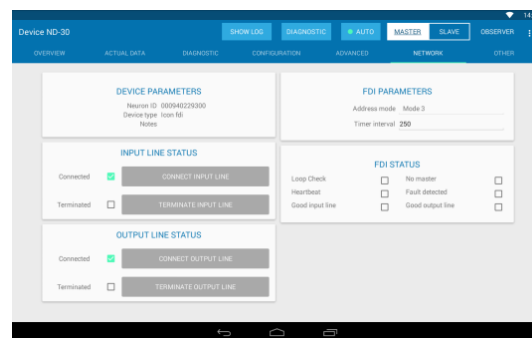 14:
Device ND-30
SHOW LOG
DIAGNOSTIC
AUTO
MASTER
SLAVE
OBSERVER
OVERVIEW
ACTUAL DATA
DIAGNOSTIC
CONFIGURATION
ADVANCED
NETWORK
OTHER
DEVICE PARAMETERS
Neuron ID 000940229300
Device type Icon fdi
Notes
INPUT LINE STATUS
Connected
CONNECT INPUT LINE
Terminated
TERMINATE INPUT LINE
OUTPUT LINE STATUS
Connected
CONNECT OUTPUT LINE
Terminated
TERMINATE OUTPUT LINE
FDI PARAMETERS
Address mode Mode 3
Timer interval 250
FDI STATUS
Loop Check
No master
Heartbeat
Fault detected
Good input line
Good output line